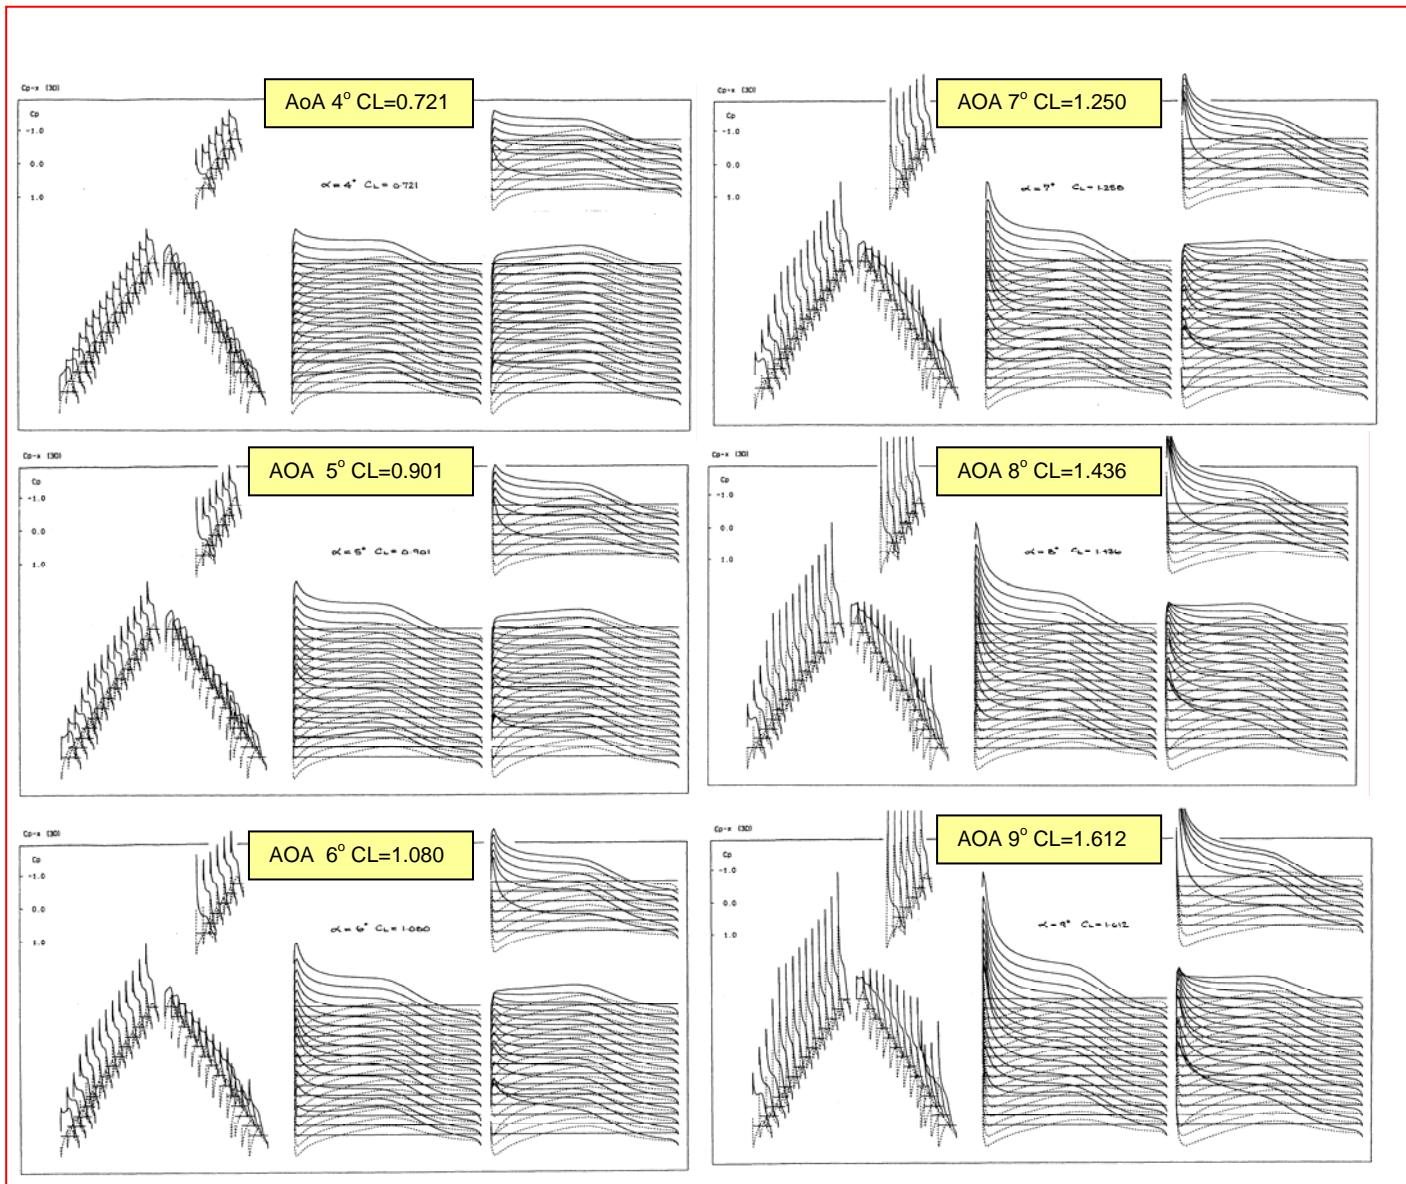 Cp-x (3D)
AoA 4° CL=0.721
Cp
-1.0
0.0
1.0
α = 4° CL = 0.721
Cp-x (3D)
AOA 7° CL=1.250
Cp
-1.0
0.0
1.0
α = 7° CL = 1.250
Cp-x (3D)
AOA 5° CL=0.901
Cp
-1.0
0.0
1.0
α = 5° CL = 0.901
Cp-x (3D)
AOA 8° CL=1.436
Cp
-1.0
0.0
1.0
α = 8° CL = 1.436
Cp-x (3D)
AOA 6° CL=1.080
Cp
-1.0
0.0
1.0
α = 6° CL = 1.080
Cp-x (3D)
AOA 9° CL=1.612
Cp
-1.0
0.0
1.0
α = 9° CL = 1.612